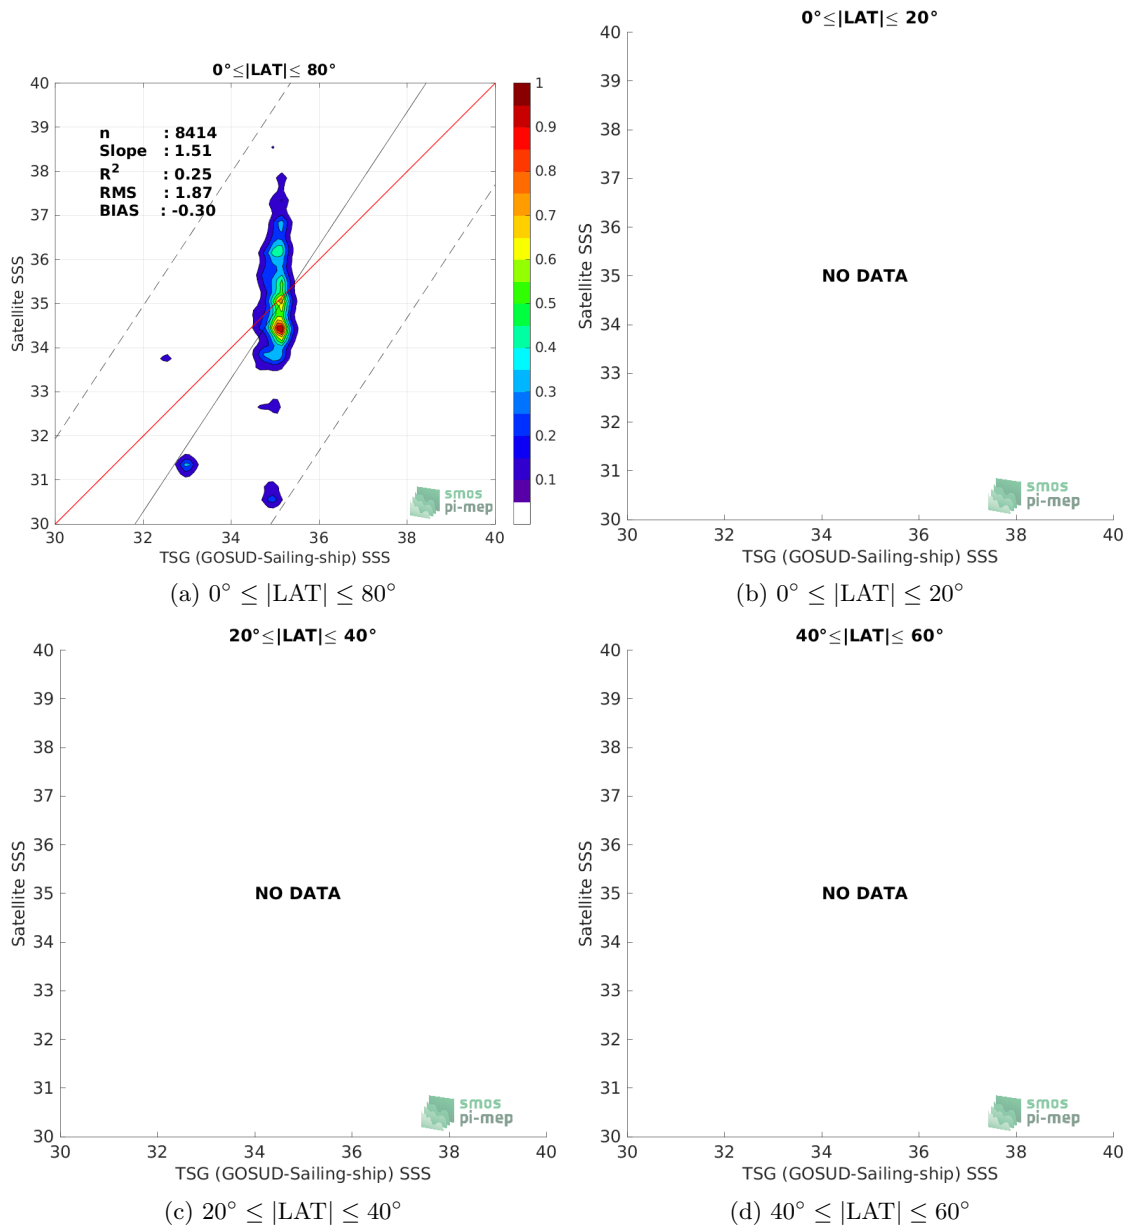 0°≤|LAT|≤ 80°
40
39
38
37
36
35
34
33
32
31
30
Satellite SSS
n : 8414
Slope : 1.51
R² : 0.25
RMS : 1.87
BIAS : -0.30
1
0.9
0.8
0.7
0.6
0.5
0.4
0.3
0.2
0.1
smos
pi-mep
30 32 34 36 38 40
TSG (GOSUD-Sailing-ship) SSS
(a) 0° ≤ |LAT| ≤ 80°
0°≤|LAT|≤ 20°
40
39
38
37
36
35
34
33
32
31
30
Satellite SSS
NO DATA
smos
pi-mep
30 32 34 36 38 40
TSG (GOSUD-Sailing-ship) SSS
(b) 0° ≤ |LAT| ≤ 20°
20°≤|LAT|≤ 40°
40
39
38
37
36
35
34
33
32
31
30
Satellite SSS
NO DATA
smos
pi-mep
30 32 34 36 38 40
TSG (GOSUD-Sailing-ship) SSS
(c) 20° ≤ |LAT| ≤ 40°
40°≤|LAT|≤ 60°
40
39
38
37
36
35
34
33
32
31
30
Satellite SSS
NO DATA
smos
pi-mep
30 32 34 36 38 40
TSG (GOSUD-Sailing-ship) SSS
(d) 40° ≤ |LAT| ≤ 60°